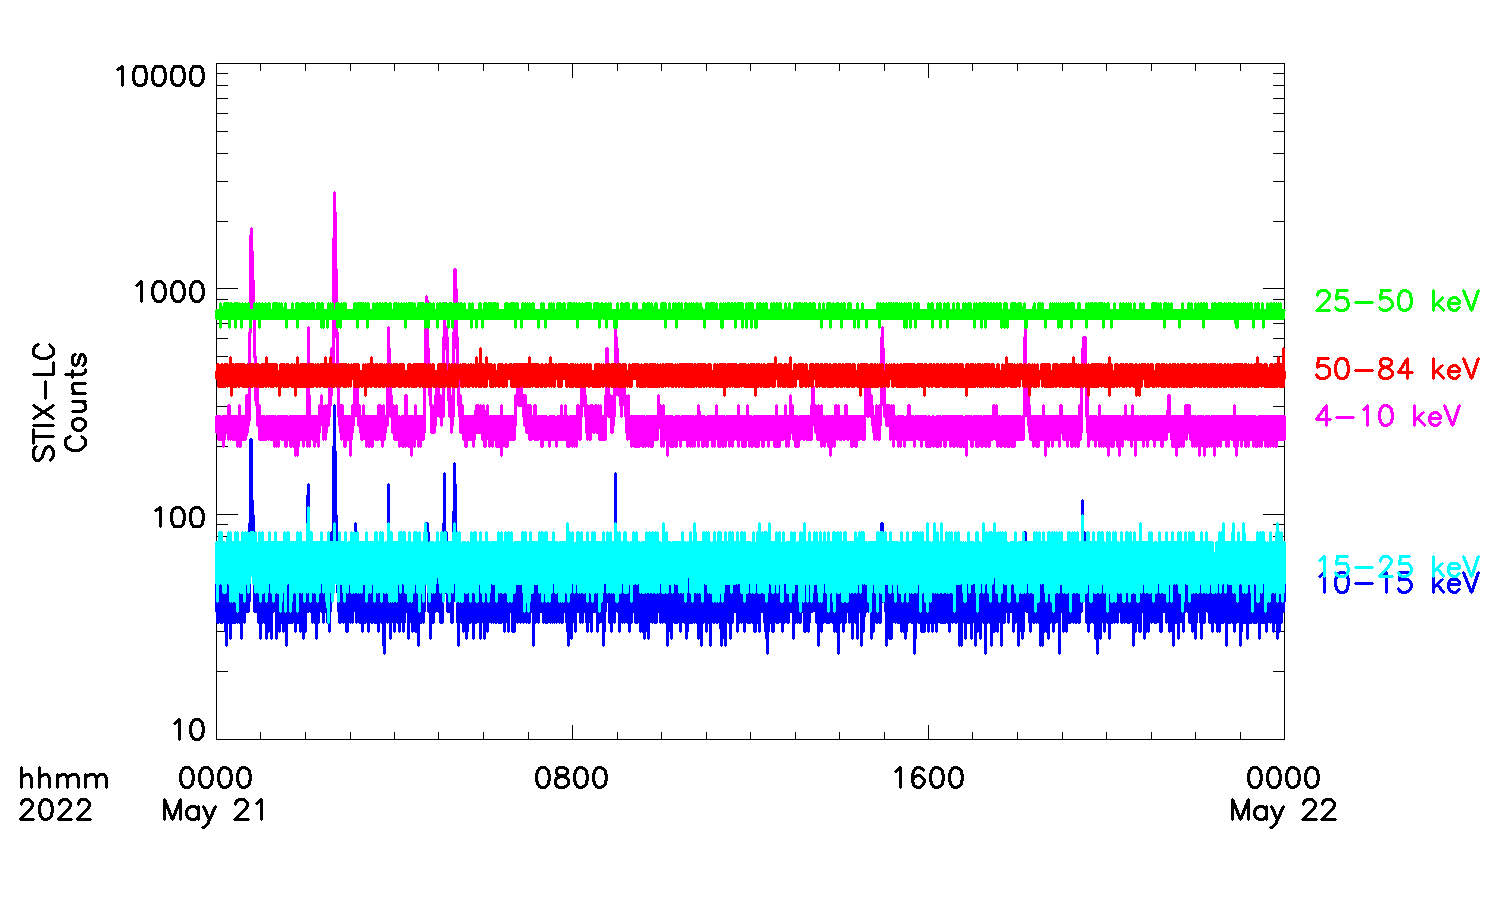 10000
1000
100
10
STIX-LC
Counts
25-50 keV
50-84 keV
4-10 keV
15-25 keV
10-15 keV
hhmm 0000 0800 1600 0000
2022 May 21 May 22